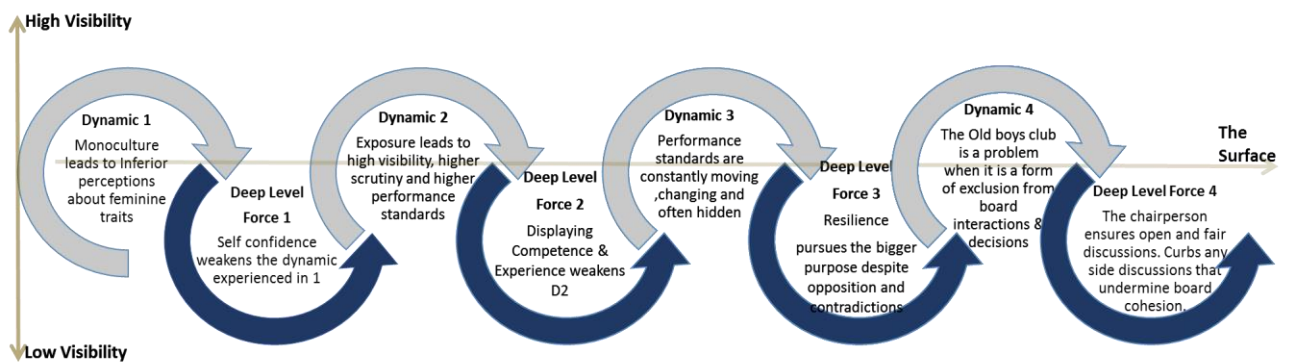 High Visibility
Dynamic 1
Monoculture
leads to Inferior
perceptions
about feminine
traits
Deep Level
Force 1
Self confidence
weakens the dynamic
experienced in 1
Dynamic 2
Exposure leads to
high visibility, higher
scrutiny and higher
performance
standards
Deep Level
Force 2
Displaying
Competence &
Experience weakens
D2
Dynamic 3
Performance
standards are
constantly moving
,changing and
often hidden
Deep Level
Force 3
Resilience
pursues the bigger
purpose despite
opposition and
contradictions
Dynamic 4
The Old boys club
is a problem
when it is a form
of exclusion from
board
interactions &
decisions
Deep Level Force 4
The chairperson
ensures open and fair
discussions. Curbs any
side discussions that
undermine board
cohesion.
The
Surface
Low Visibility